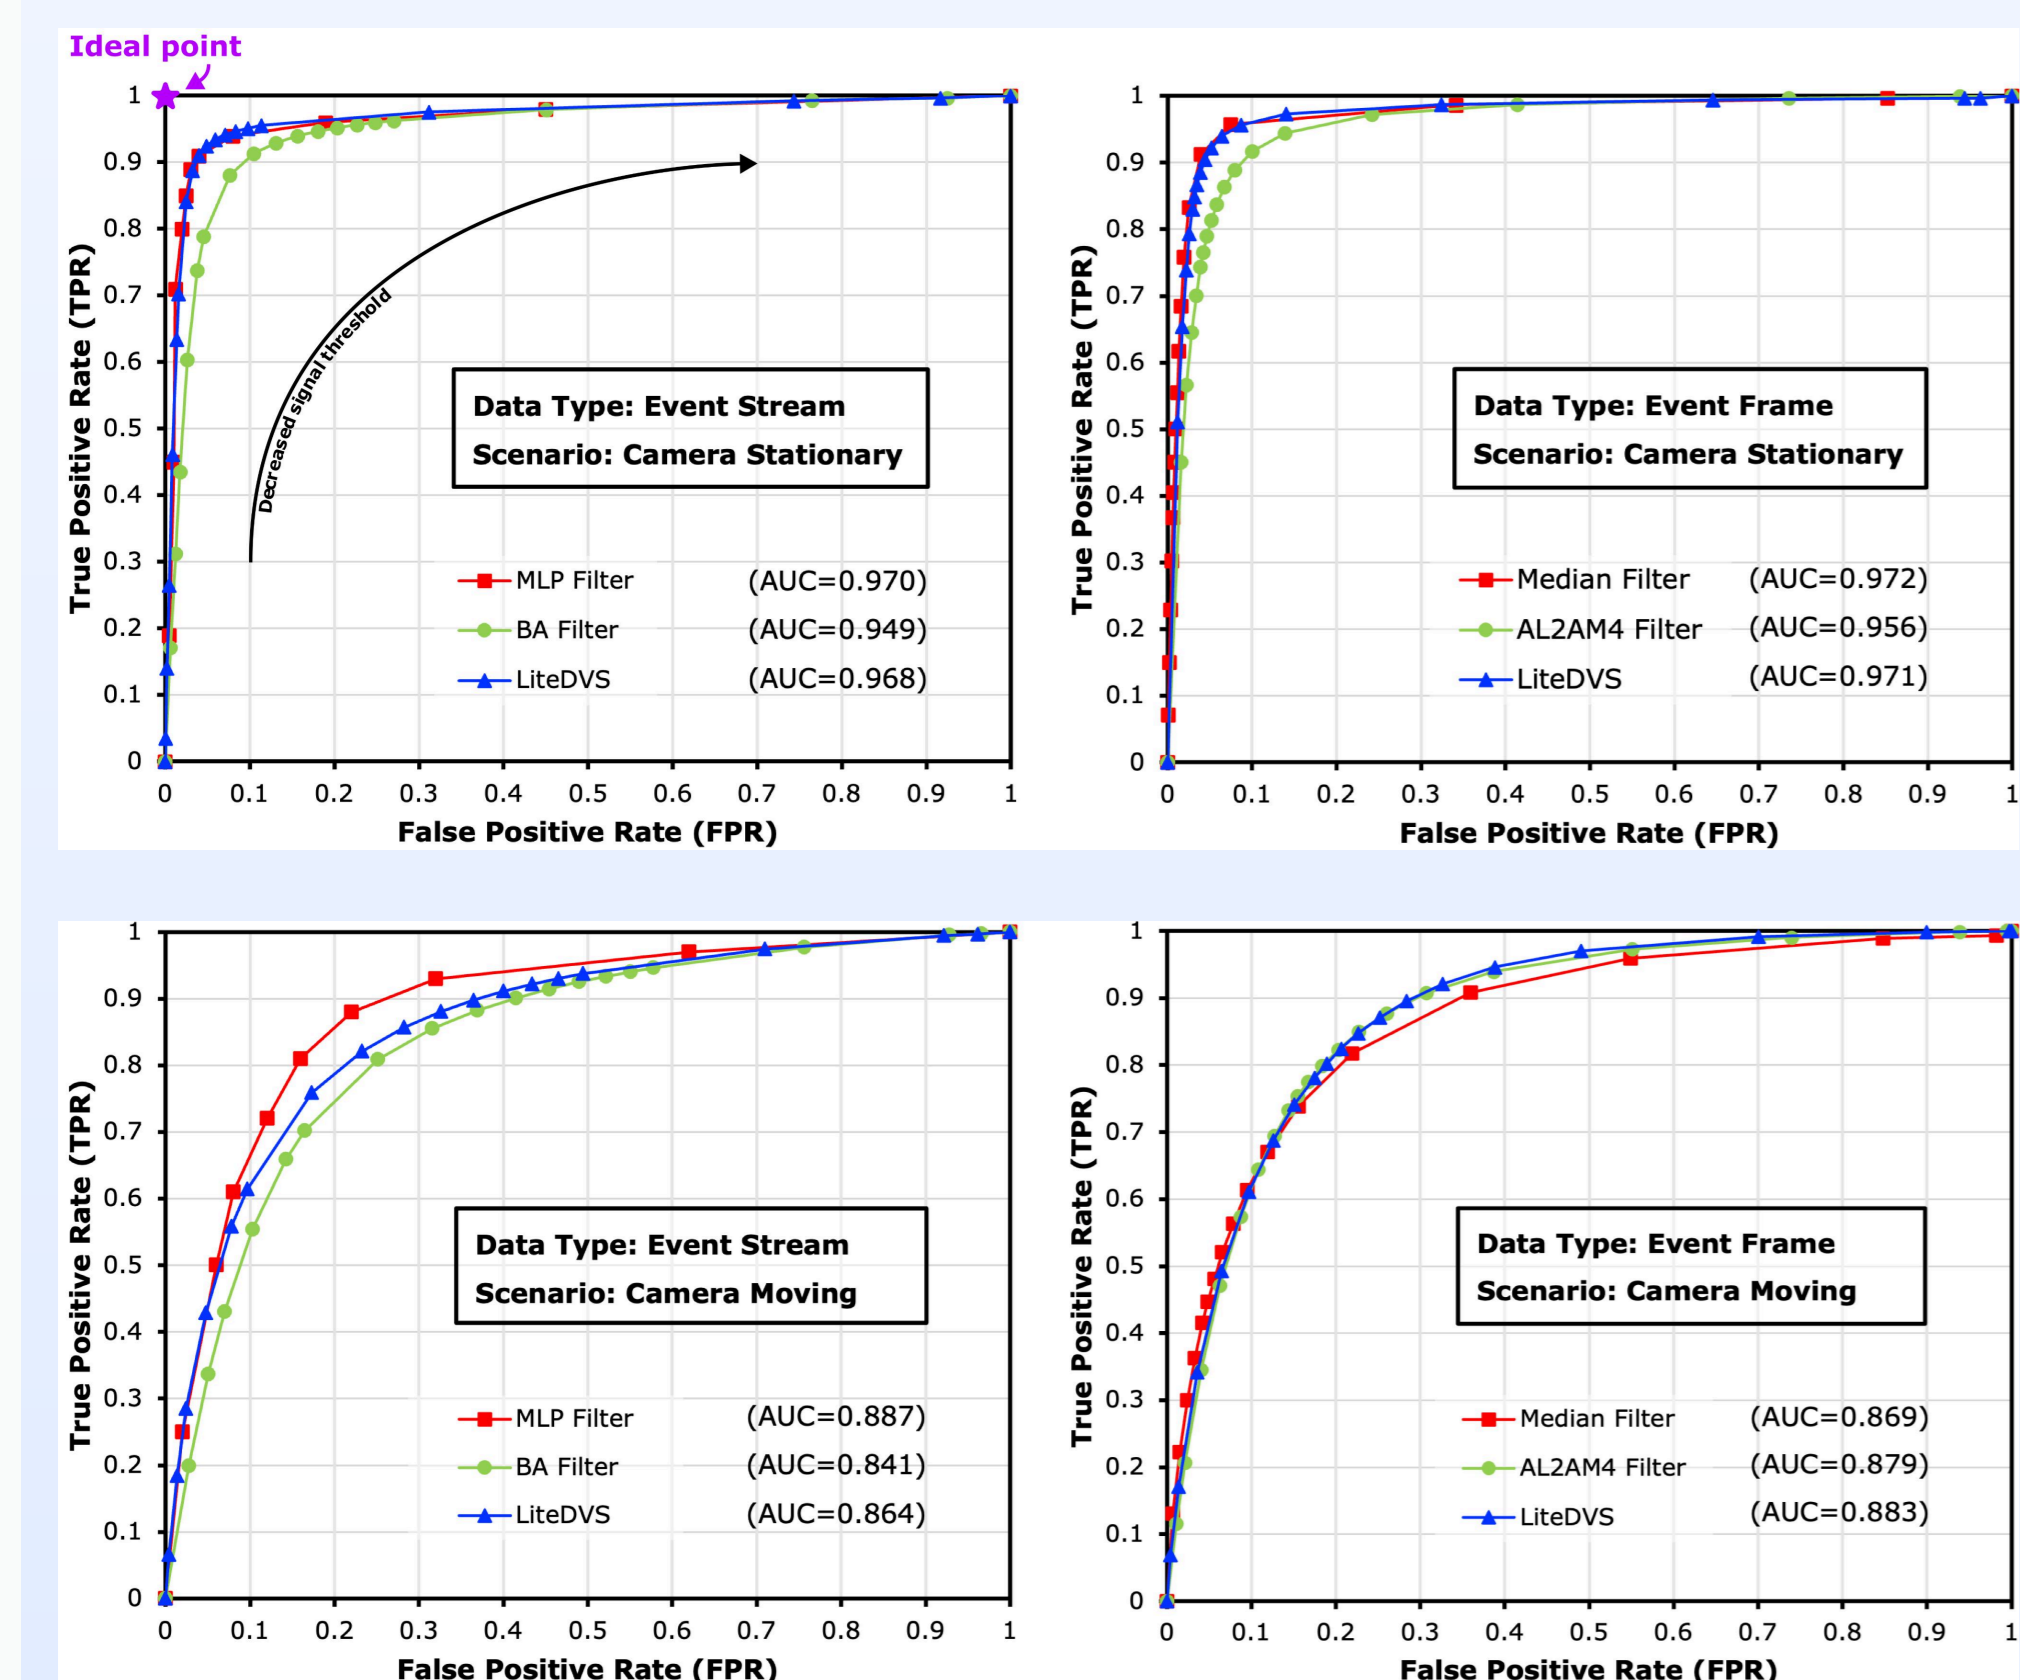 Ideal point
1
0.9
0.8
0.7
0.6
0.5
0.4
0.3
0.2
0.1
0
True Positive Rate (TPR)
Decreased signal threshold
Data Type: Event Stream
Scenario: Camera Stationary
MLP Filter (AUC=0.970)
BA Filter (AUC=0.949)
LiteDVS (AUC=0.968)
0 0.1 0.2 0.3 0.4 0.5 0.6 0.7 0.8 0.9 1
False Positive Rate (FPR)
1
0.9
0.8
0.7
0.6
0.5
0.4
0.3
0.2
0.1
0
True Positive Rate (TPR)
Data Type: Event Frame
Scenario: Camera Stationary
Median Filter (AUC=0.972)
AL2AM4 Filter (AUC=0.956)
LiteDVS (AUC=0.971)
0 0.1 0.2 0.3 0.4 0.5 0.6 0.7 0.8 0.9 1
False Positive Rate (FPR)
1
0.9
0.8
0.7
0.6
0.5
0.4
0.3
0.2
0.1
0
True Positive Rate (TPR)
Data Type: Event Stream
Scenario: Camera Moving
MLP Filter (AUC=0.887)
BA Filter (AUC=0.841)
LiteDVS (AUC=0.864)
0 0.1 0.2 0.3 0.4 0.5 0.6 0.7 0.8 0.9 1
False Positive Rate (FPR)
1
0.9
0.8
0.7
0.6
0.5
0.4
0.3
0.2
0.1
0
True Positive Rate (TPR)
Data Type: Event Frame
Scenario: Camera Moving
Median Filter (AUC=0.869)
AL2AM4 Filter (AUC=0.879)
LiteDVS (AUC=0.883)
0 0.1 0.2 0.3 0.4 0.5 0.6 0.7 0.8 0.9 1
False Positive Rate (FPR)